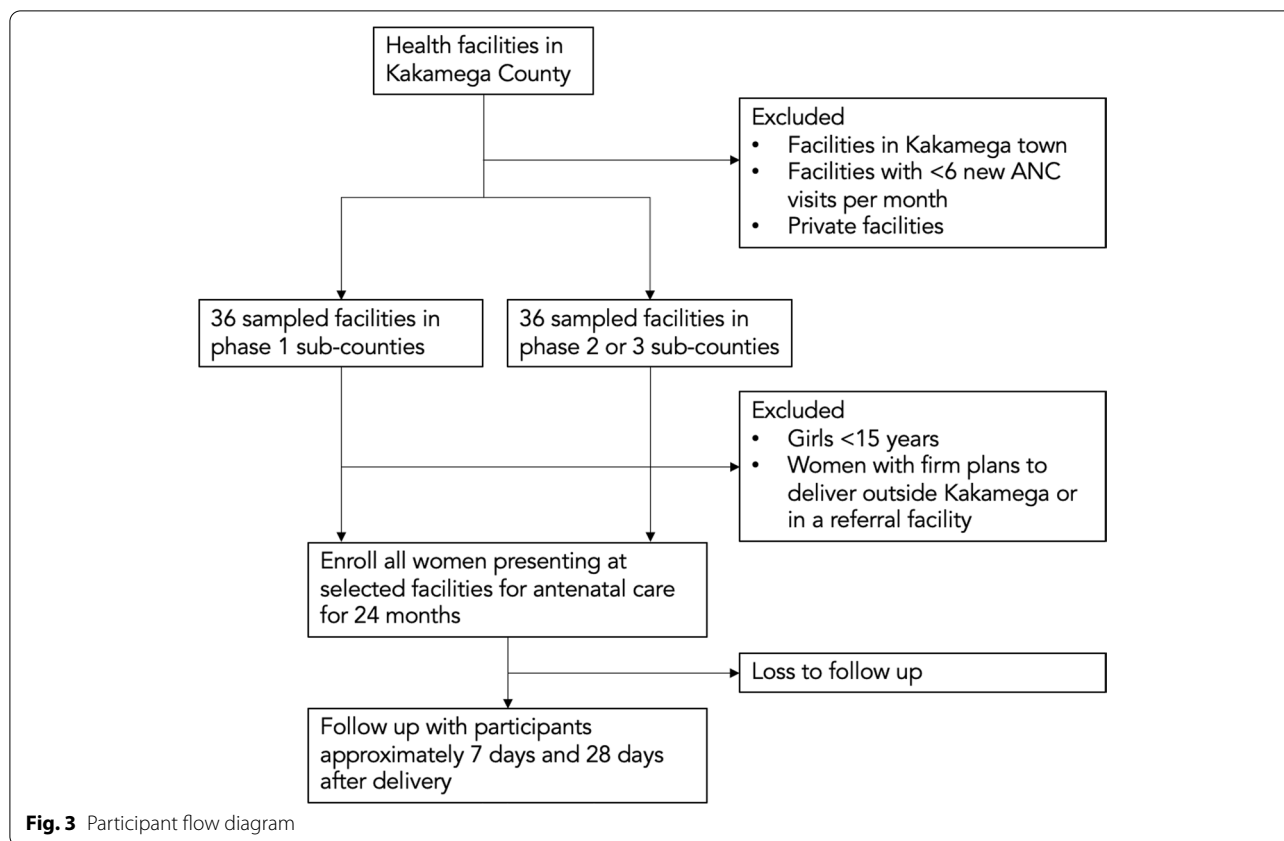 Health facilities in
Kakamega County
Excluded
• Facilities in Kakamega town
• Facilities with <6 new ANC
visits per month
• Private facilities
36 sampled facilities in
phase 1 sub-counties
36 sampled facilities in
phase 2 or 3 sub-counties
Excluded
• Girls <15 years
• Women with firm plans to
deliver outside Kakamega or
in a referral facility
Enroll all women presenting at
selected facilities for antenatal care
for 24 months
Loss to follow up
Follow up with participants
approximately 7 days and 28 days
after delivery
Fig. 3 Participant flow diagram